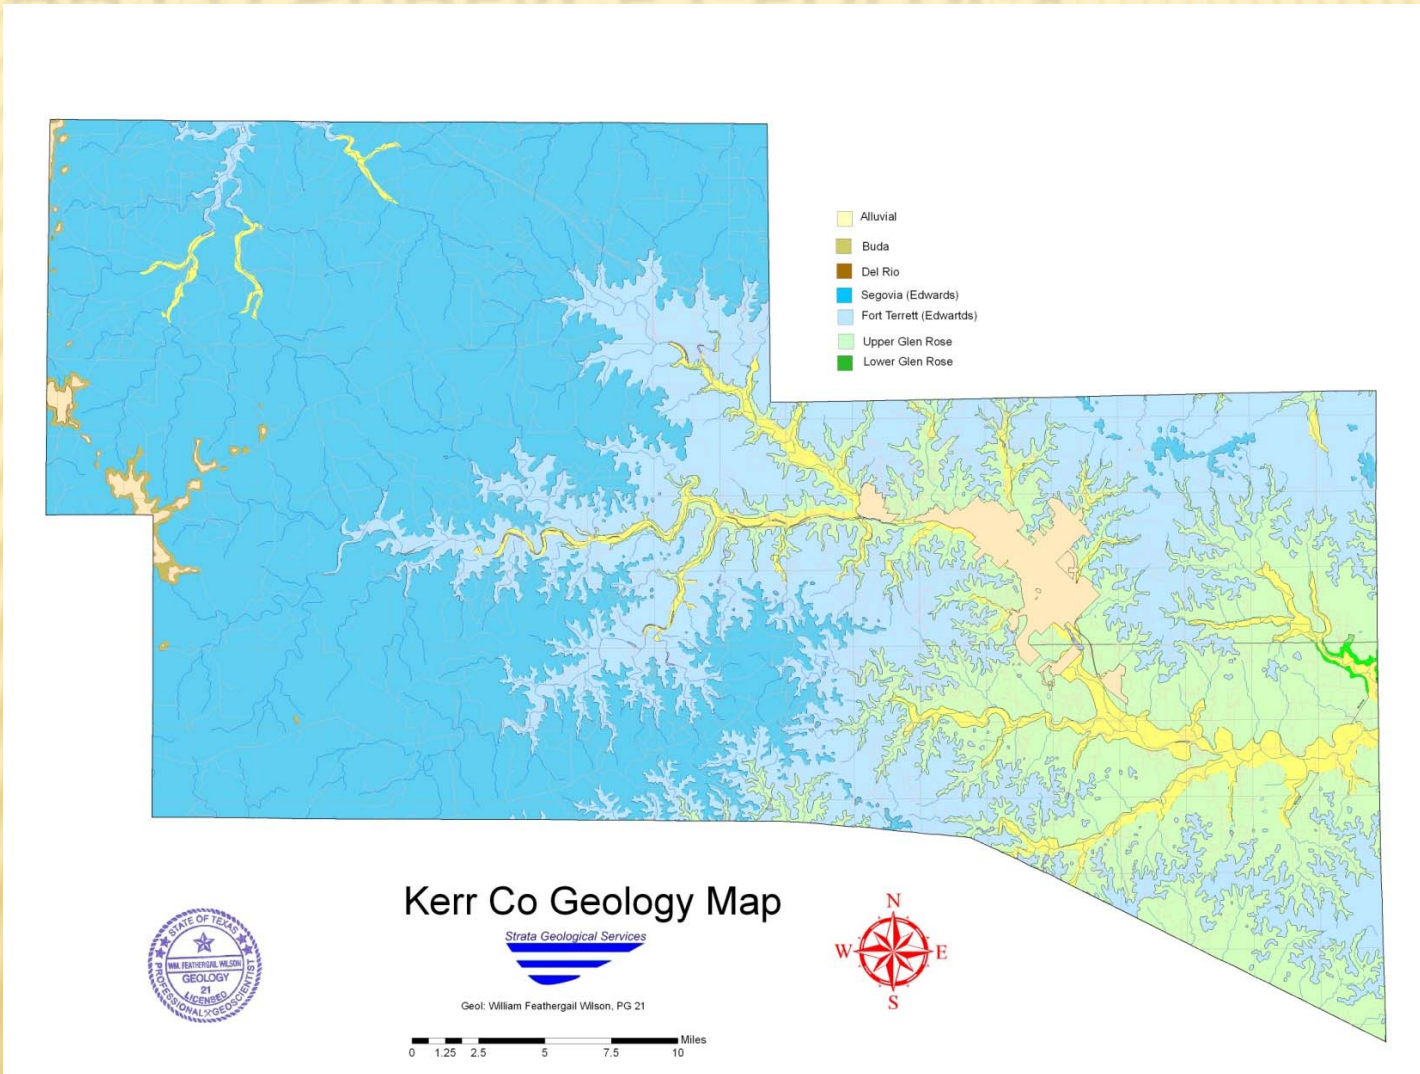 Alluvial
Buda
Del Rio
Segovia (Edwards)
Fort Terrett (Edwartds)
Upper Glen Rose
Lower Glen Rose
Kerr Co Geology Map
Strata Geological Services
Geol: William Feathergail Wilson, PG 21
0 1.25 2.5 5 7.5 10 Miles
STATE OF TEXAS
WM. FEATHERGAIL WILSON
GEOLOGY
21
LICENSED
PROFESSIONAL GEOSCIENTIST
N
W E
S